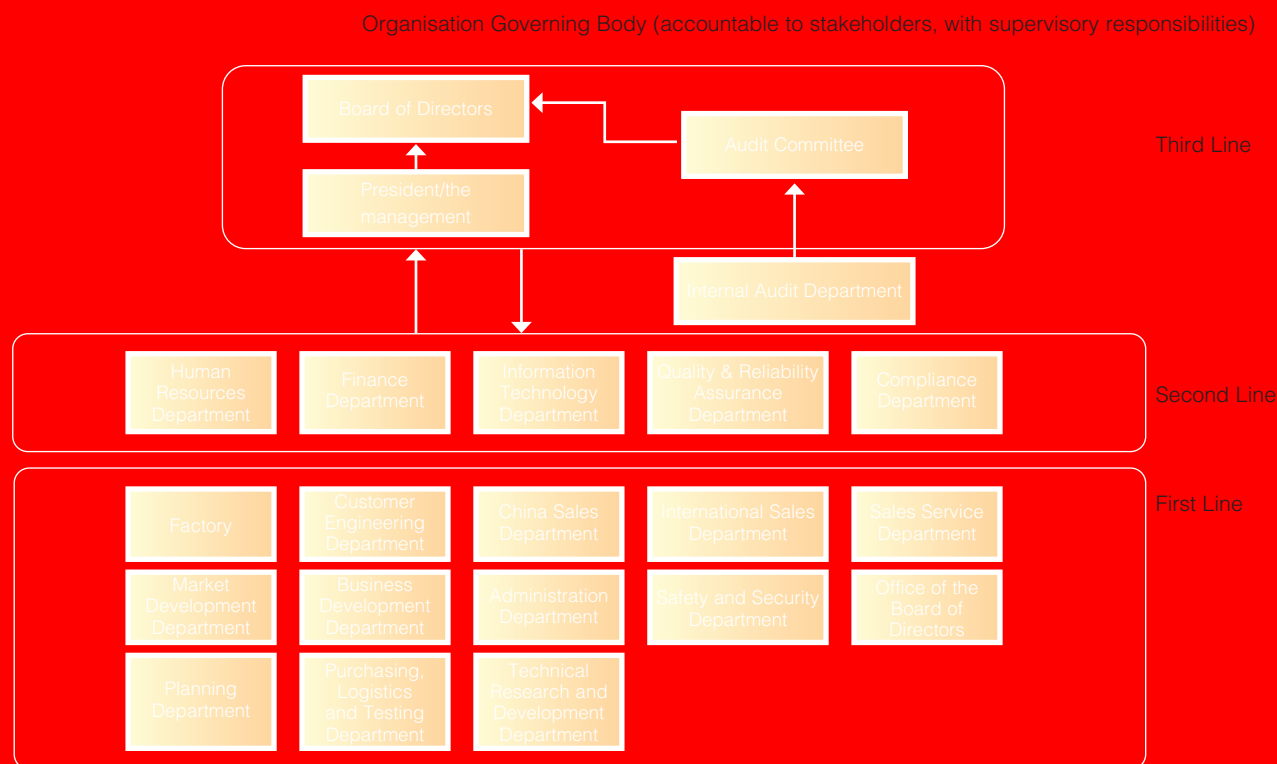 Organisation Governing Body (accountable to stakeholders, with supervisory responsibilities)
Board of Directors
Audit Committee
Third Line
President/the
management
Internal Audit Department
Human
Resources
Department
Finance
Department
Information
Technology
Department
Quality & Reliability
Assurance
Department
Compliance
Department
Second Line
First Line
Factory
Customer
Engineering
Department
China Sales
Department
International Sales
Department
Sales Service
Department
Market
Development
Department
Business
Development
Department
Administration
Department
Safety and Security
Department
Office of the
Board of
Directors
Planning
Department
Purchasing,
Logistics
and Testing
Department
Technical
Research and
Development
Department